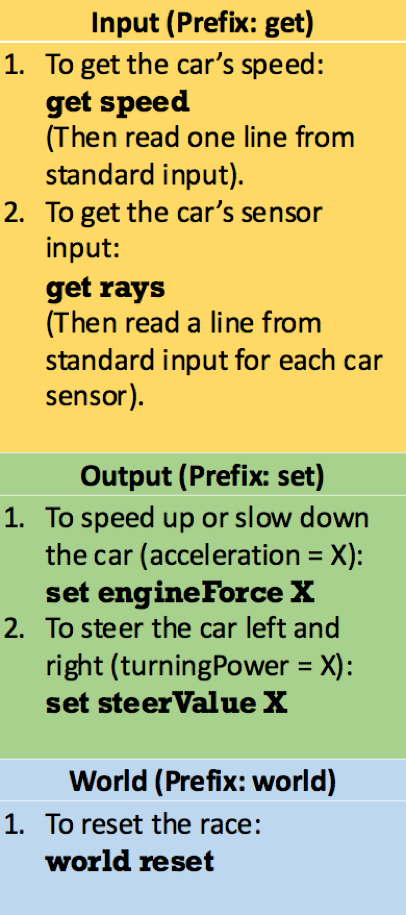 Input (Prefix: get)
1. To get the car’s speed:
get speed
(Then read one line from
standard input).
2. To get the car’s sensor
input:
get rays
(Then read a line from
standard input for each car
sensor).
Output (Prefix: set)
1. To speed up or slow down
the car (acceleration = X):
set engineForce X
2. To steer the car left and
right (turningPower = X):
set steerValue X
World (Prefix: world)
1. To reset the race:
world reset